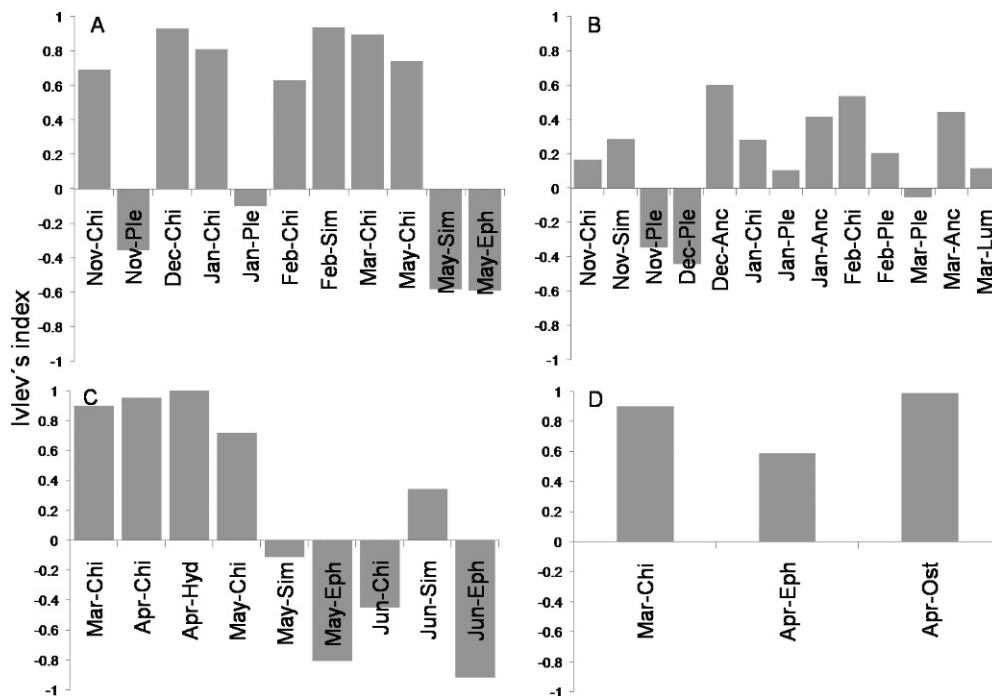 Ivlev´s index
A
1
0.8
0.6
0.4
0.2
0
-0.2
-0.4
-0.6
-0.8
-1
Nov-Chi
Nov-Ple
Dec-Chi
Jan-Chi
Jan-Ple
Feb-Chi
Feb-Sim
Mar-Chi
May-Chi
May-Sim
May-Eph
B
1
0.8
0.6
0.4
0.2
0
-0.2
-0.4
-0.6
-0.8
-1
Nov-Chi
Nov-Sim
Nov-Ple
Dec-Ple
Dec-Anc
Jan-Chi
Jan-Ple
Jan-Anc
Feb-Chi
Feb-Ple
Mar-Ple
Mar-Anc
Mar-Lum
C
1
0.8
0.6
0.4
0.2
0
-0.2
-0.4
-0.6
-0.8
-1
Mar-Chi
Apr-Chi
Apr-Hyd
May-Chi
May-Sim
May-Eph
Jun-Chi
Jun-Sim
Jun-Eph
D
1
0.8
0.6
0.4
0.2
0
-0.2
-0.4
-0.6
-0.8
-1
Mar-Chi
Apr-Eph
Apr-Ost